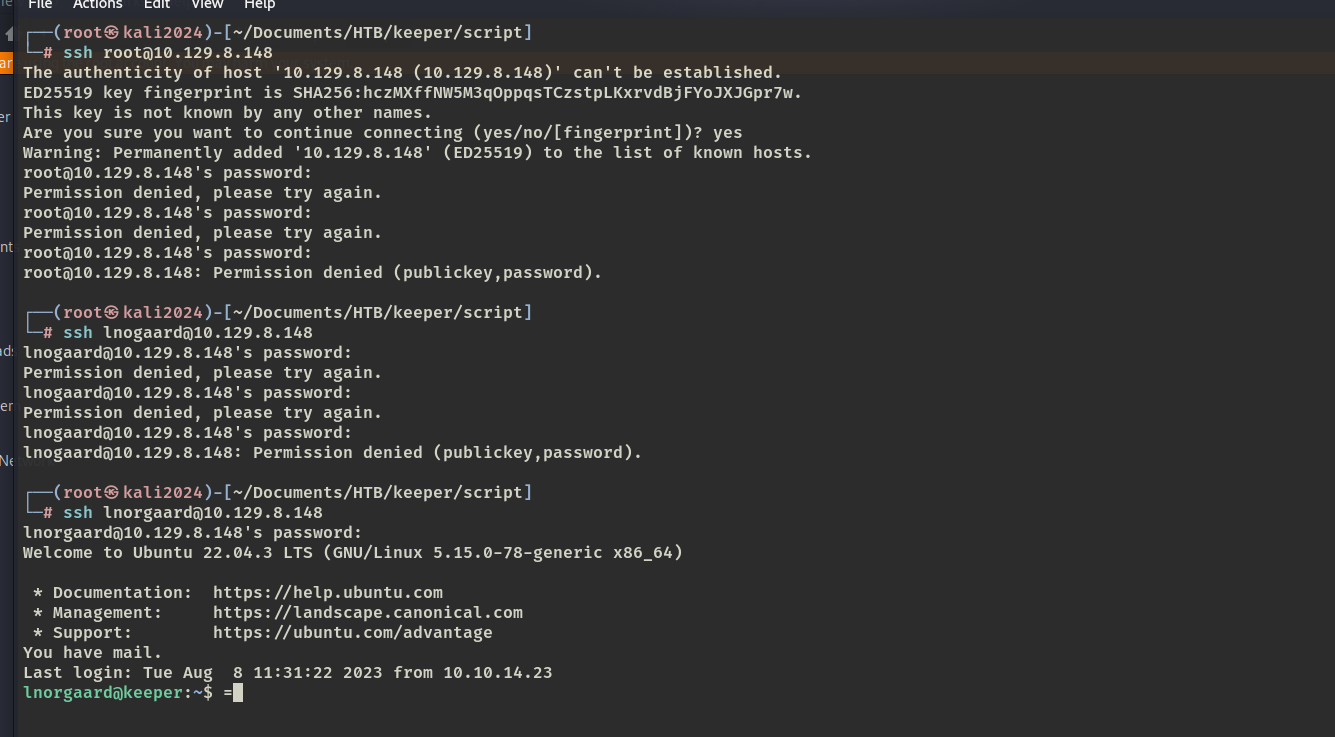 File Actions Edit View Help
┌──(root㉿kali2024)-[~/Documents/HTB/keeper/script]
└─# ssh root@10.129.8.148
The authenticity of host '10.129.8.148 (10.129.8.148)' can't be established.
ED25519 key fingerprint is SHA256:hczMXffNW5M3qOppqsTCzstpLKxrvdBjFYoJXJGpr7w.
This key is not known by any other names.
Are you sure you want to continue connecting (yes/no/[fingerprint])? yes
Warning: Permanently added '10.129.8.148' (ED25519) to the list of known hosts.
root@10.129.8.148's password:
Permission denied, please try again.
root@10.129.8.148's password:
Permission denied, please try again.
root@10.129.8.148's password:
root@10.129.8.148: Permission denied (publickey,password).
┌──(root㉿kali2024)-[~/Documents/HTB/keeper/script]
└─# ssh lnogaard@10.129.8.148
lnogaard@10.129.8.148's password:
Permission denied, please try again.
lnogaard@10.129.8.148's password:
Permission denied, please try again.
lnogaard@10.129.8.148's password:
lnogaard@10.129.8.148: Permission denied (publickey,password).
┌──(root㉿kali2024)-[~/Documents/HTB/keeper/script]
└─# ssh lnorgaard@10.129.8.148
lnorgaard@10.129.8.148's password:
Welcome to Ubuntu 22.04.3 LTS (GNU/Linux 5.15.0-78-generic x86_64)
* Documentation: https://help.ubuntu.com
* Management: https://landscape.canonical.com
* Support: https://ubuntu.com/advantage
You have mail.
Last login: Tue Aug 8 11:31:22 2023 from 10.10.14.23
lnorgaard@keeper:~$ =